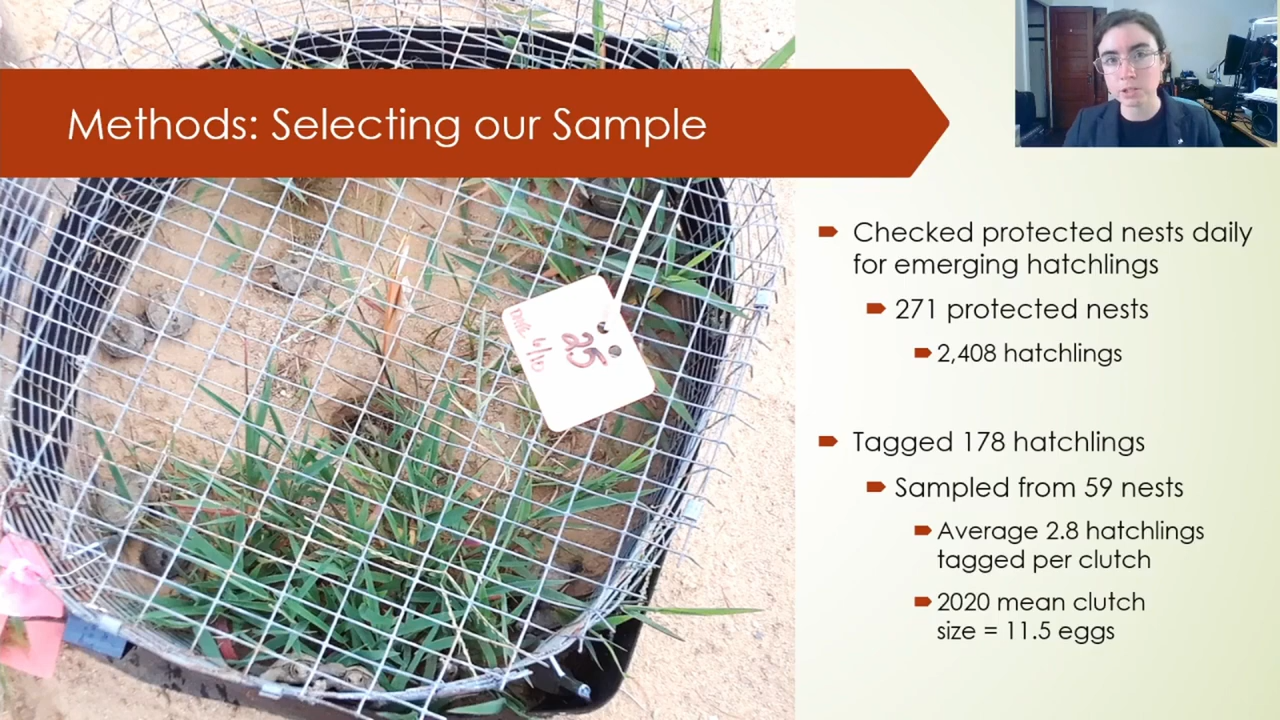 Methods: Selecting our Sample
Checked protected nests daily
for emerging hatchlings
271 protected nests
2,408 hatchlings
Tagged 178 hatchlings
Sampled from 59 nests
Average 2.8 hatchlings
tagged per clutch
2020 mean clutch
size = 11.5 eggs
25
6/10